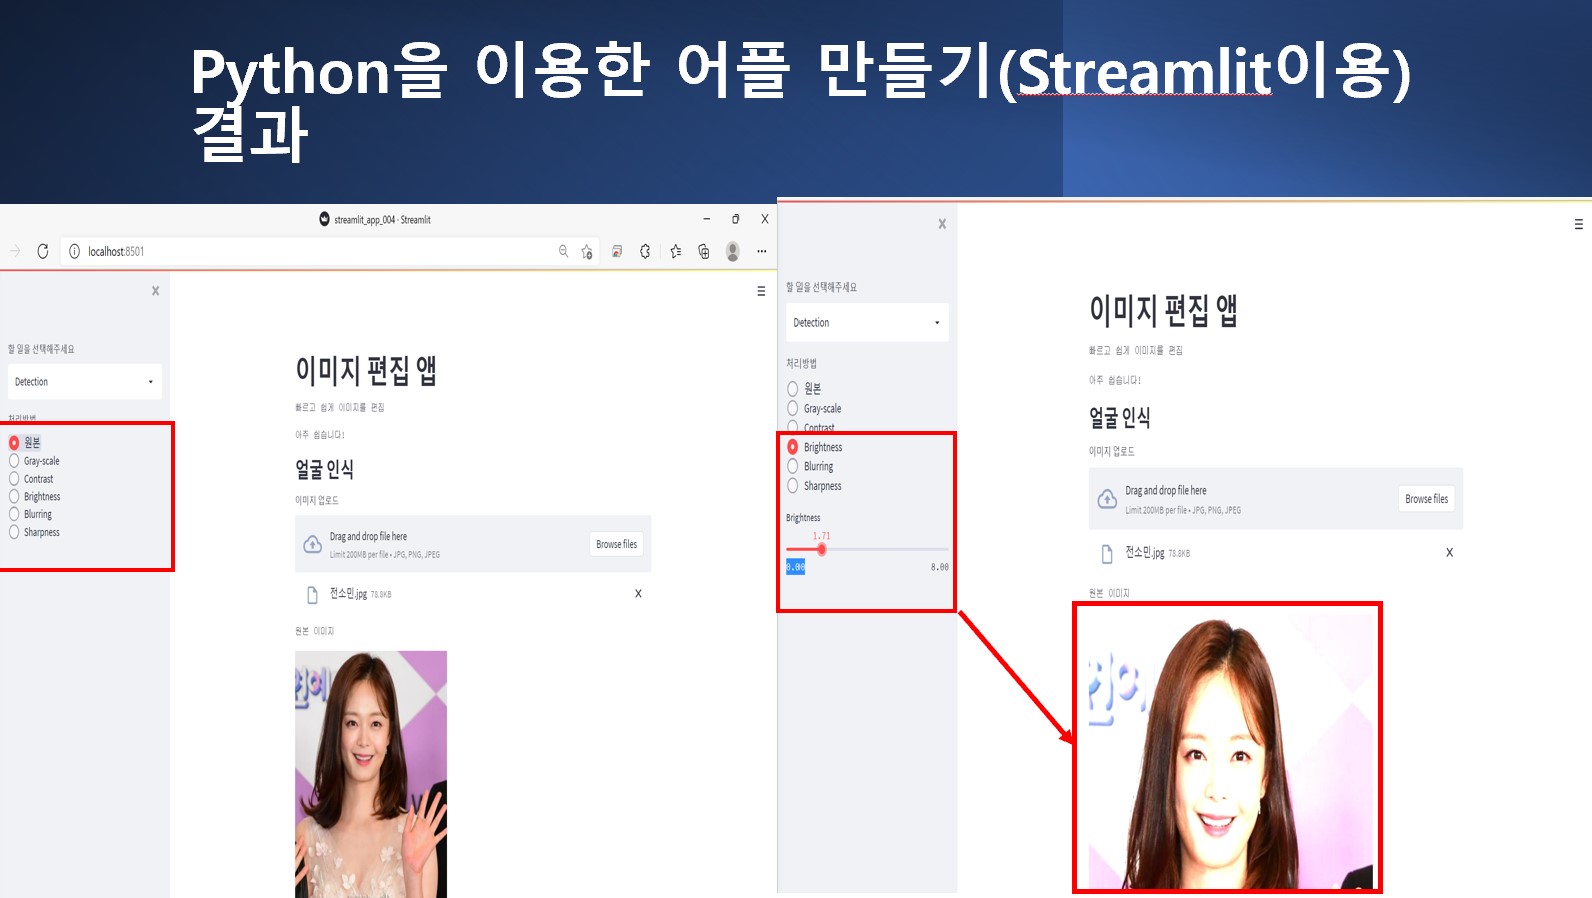 Python을 이용한 어플 만들기(Streamlit이용)
결과
streamlit_app_004 - Streamlit
localhost:8501
할 일을 선택해주세요
Detection
처리방법
원본
Gray-scale
Contrast
Brightness
Blurring
Sharpness
이미지 편집 앱
빠르고 쉽게 이미지를 편집
아주 쉽습니다!
얼굴 인식
이미지 업로드
Drag and drop file here
Limit 200MB per file • JPG, PNG, JPEG
Browse files
전소민.jpg 78.8KB
원본 이미지
할 일을 선택해주세요
Detection
처리방법
원본
Gray-scale
Contrast
Brightness
Blurring
Sharpness
Brightness
1.71
0.00 8.00
이미지 편집 앱
빠르고 쉽게 이미지를 편집
아주 쉽습니다!
얼굴 인식
이미지 업로드
Drag and drop file here
Limit 200MB per file • JPG, PNG, JPEG
Browse files
전소민.jpg 78.8KB
원본 이미지